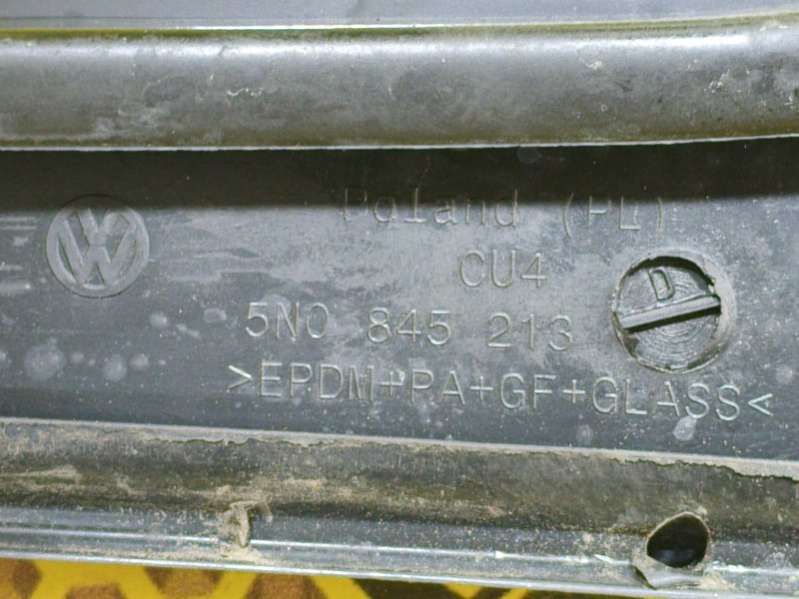 Poland (PL)
CU4
5N0 845 213
D
>EPDM+PA+GF+GLASS<